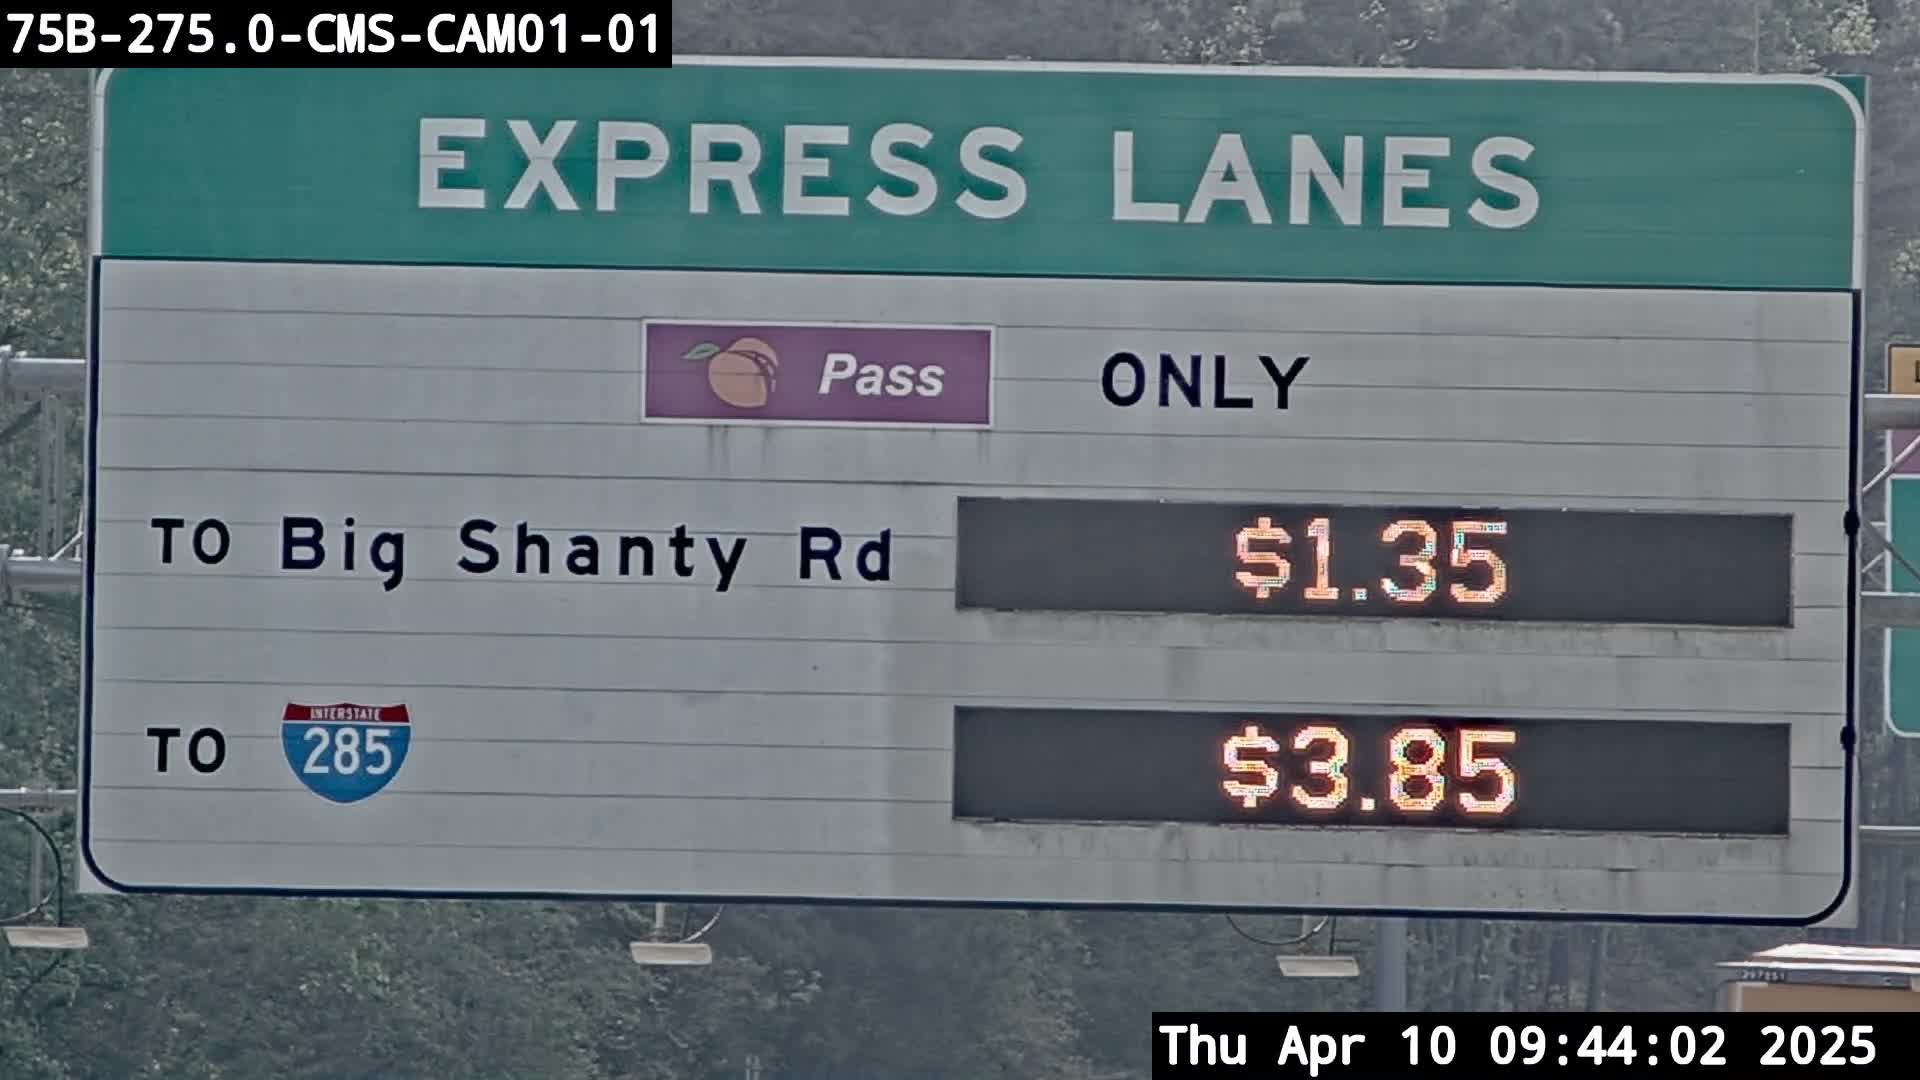 75B-275.0-CMS-CAM01-01
EXPRESS LANES
Pass ONLY
TO Big Shanty Rd $1.35
INTERSTATE
TO 285 $3.85
Thu Apr 10 09:44:02 2025